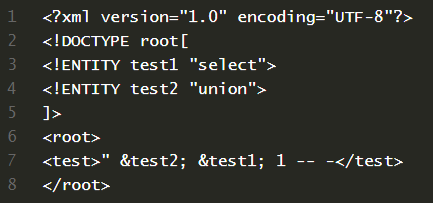 1 <?xml version="1.0" encoding="UTF-8"?>
2 <!DOCTYPE root[
3 <!ENTITY test1 "select">
4 <!ENTITY test2 "union">
5 ]>
6 <root>
7 <test>" &test2; &test1; 1 -- -</test>
8 </root>